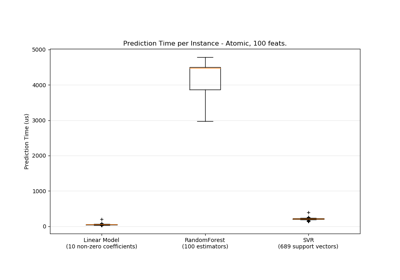 Prediction Time per Instance - Atomic, 100 feats.
5000
4000
3000
2000
1000
0
Prediction Time (us)
Linear Model
(10 non-zero coefficients)
RandomForest
(100 estimators)
SVR
(689 support vectors)